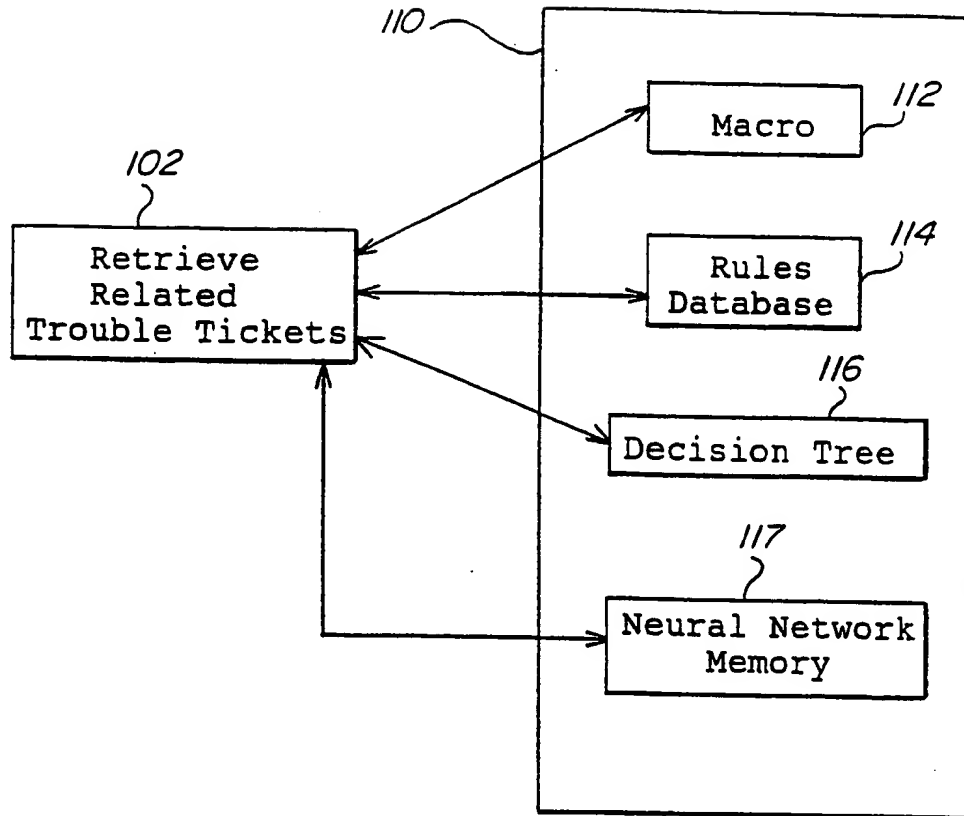 110
112
Macro
102
Retrieve
Related
Trouble Tickets
114
Rules
Database
116
Decision Tree
117
Neural Network
Memory